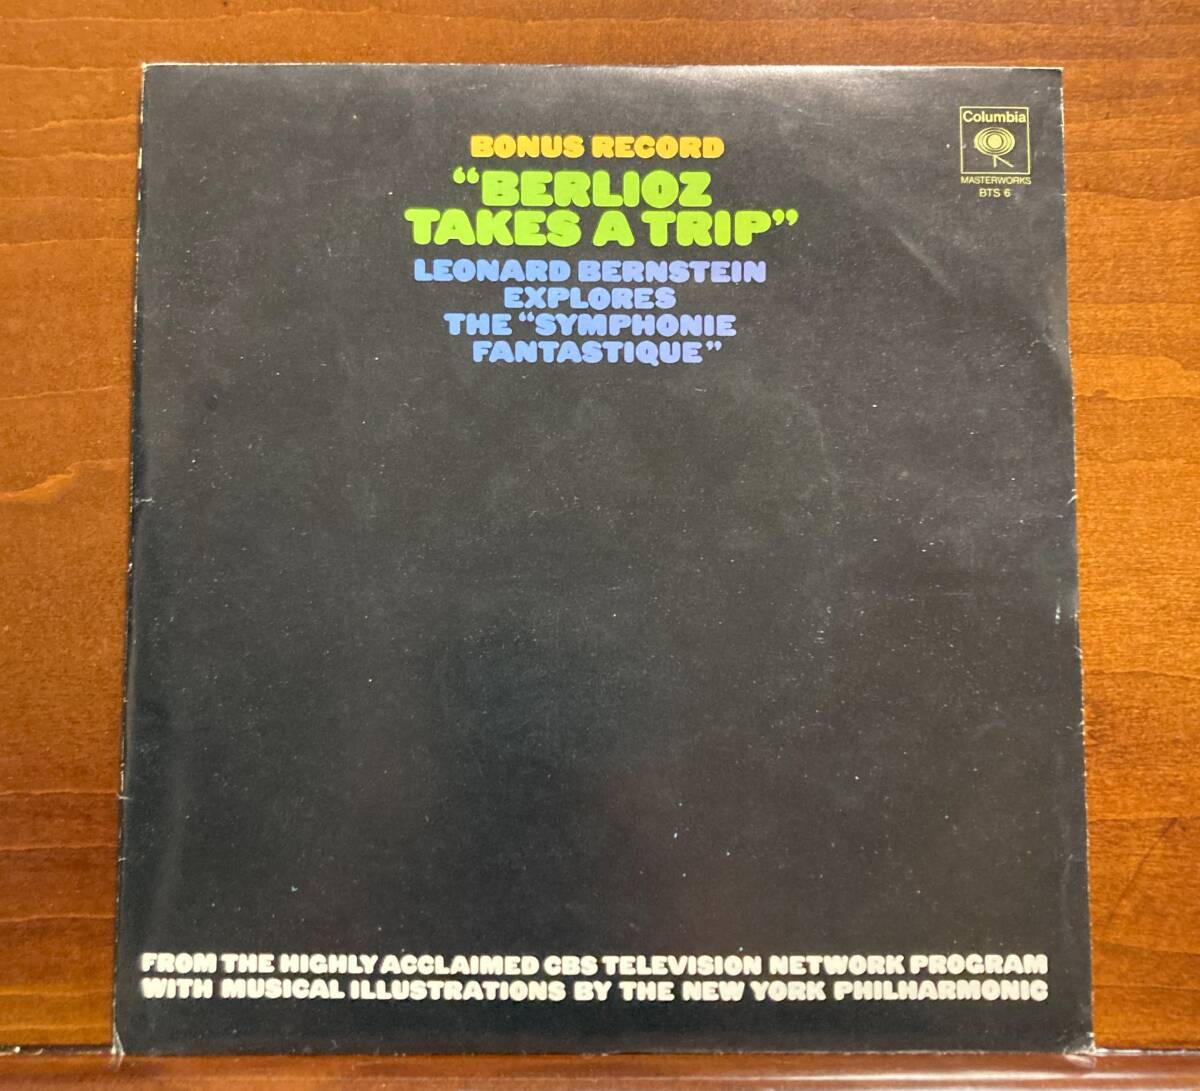 BONUS RECORD
“BERLIOZ
TAKES A TRIP”
LEONARD BERNSTEIN
EXPLORES
THE “SYMPHONIE
FANTASTIQUE”
Columbia
MASTERWORKS
BTS 6
FROM THE HIGHLY ACCLAIMED CBS TELEVISION NETWORK PROGRAM
WITH MUSICAL ILLUSTRATIONS BY THE NEW YORK PHILHARMONIC